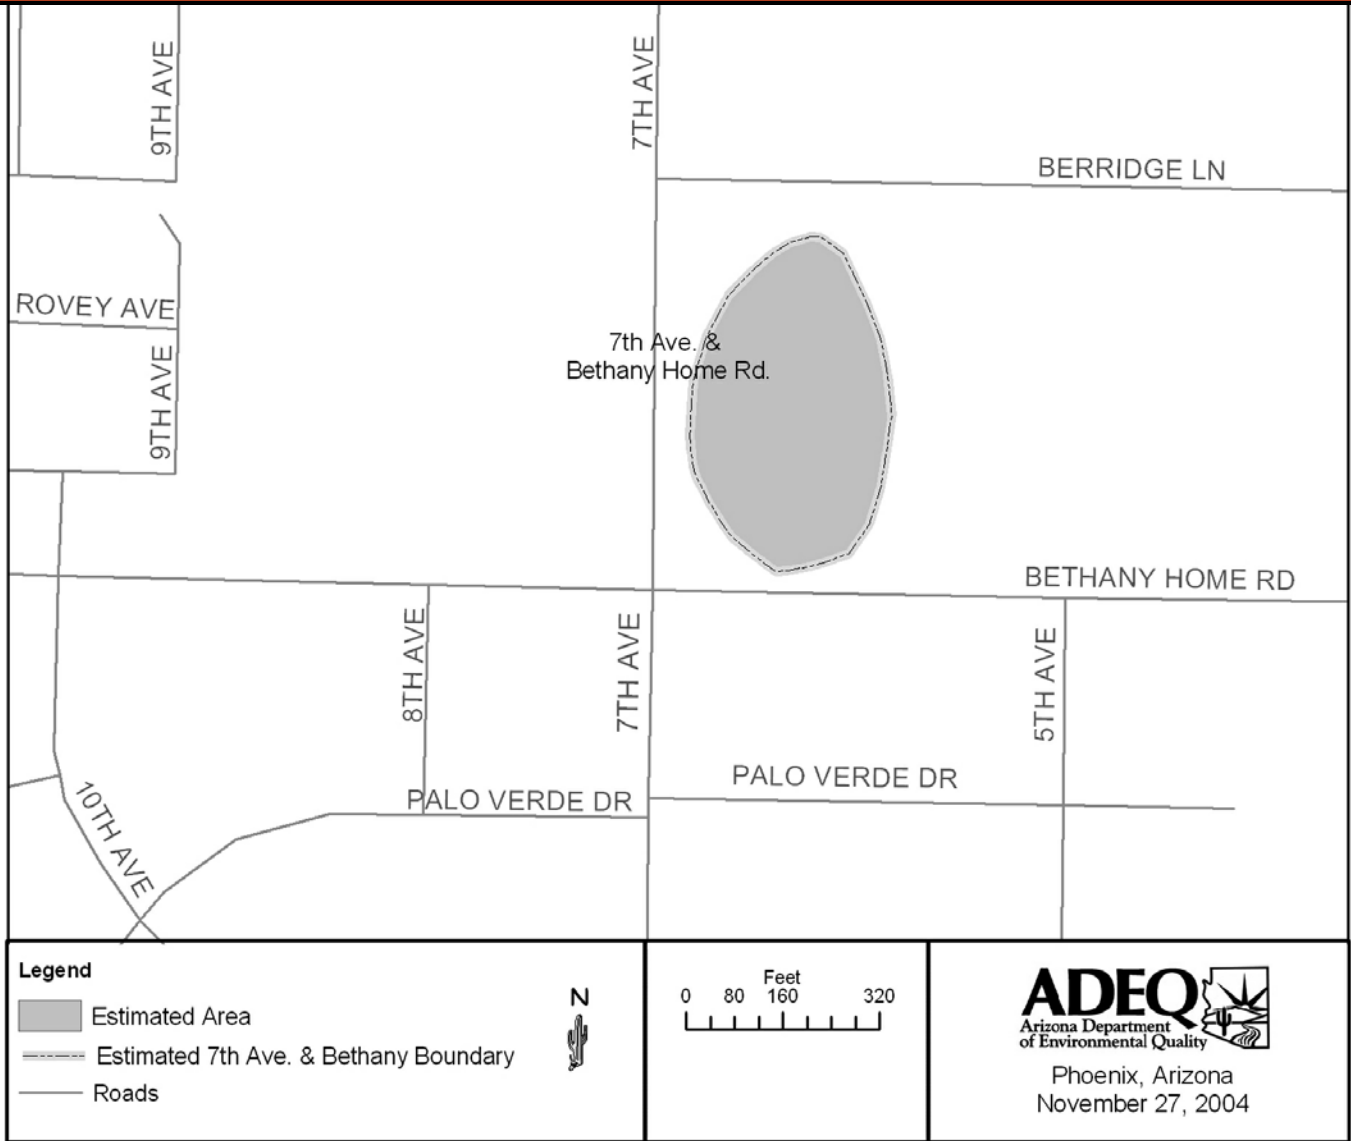 9TH AVE
7TH AVE
BERRIDGE LN
ROVEY AVE
9TH AVE
7th Ave. &
Bethany Home Rd.
BETHANY HOME RD
8TH AVE
7TH AVE
5TH AVE
10TH AVE
PALO VERDE DR
PALO VERDE DR
Legend
Estimated Area
Estimated 7th Ave. & Bethany Boundary
Roads
N
Feet
0 80 160 320
ADEQ
Arizona Department
of Environmental Quality
Phoenix, Arizona
November 27, 2004